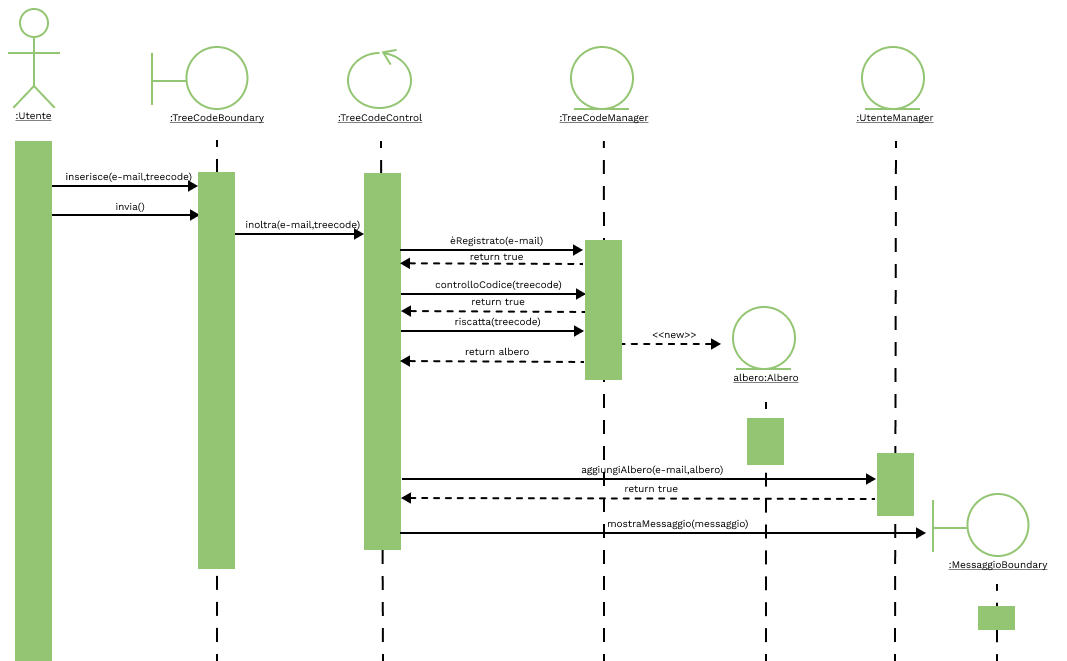 :Utente
:TreeCodeBoundary
:TreeCodeControl
:TreeCodeManager
:UtenteManager
inserisce(e-mail,treecode)
invia()
inoltra(e-mail,treecode)
èRegistrato(e-mail)
return true
controlloCodice(treecode)
return true
riscatta(treecode)
<<new>>
return albero
albero:Albero
aggiungiAlbero(e-mail,albero)
return true
mostraMessaggio(messaggio)
:MessaggioBoundary